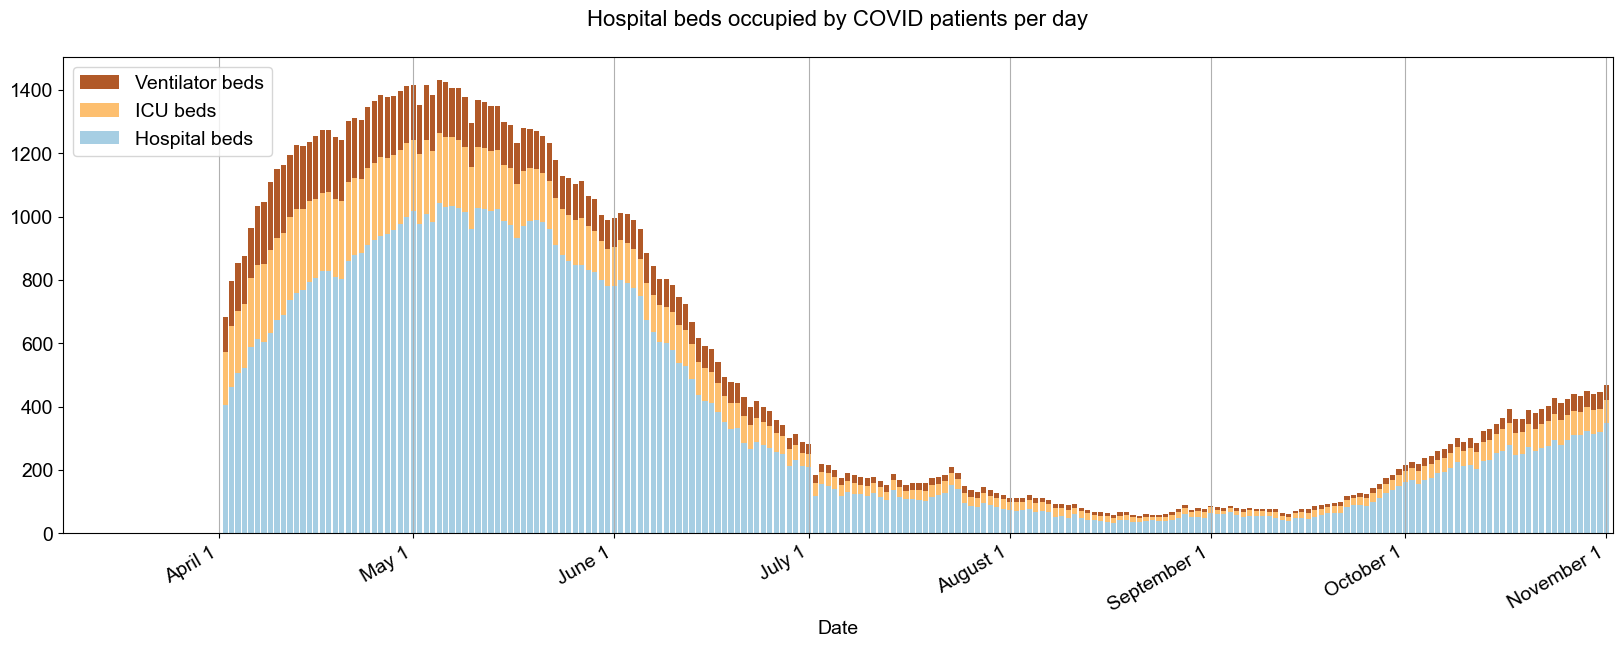 Hospital beds occupied by COVID patients per day
Ventilator beds
ICU beds
Hospital beds
1400
1200
1000
800
600
400
200
0
April 1
May 1
June 1
July 1
August 1
September 1
October 1
November 1
Date